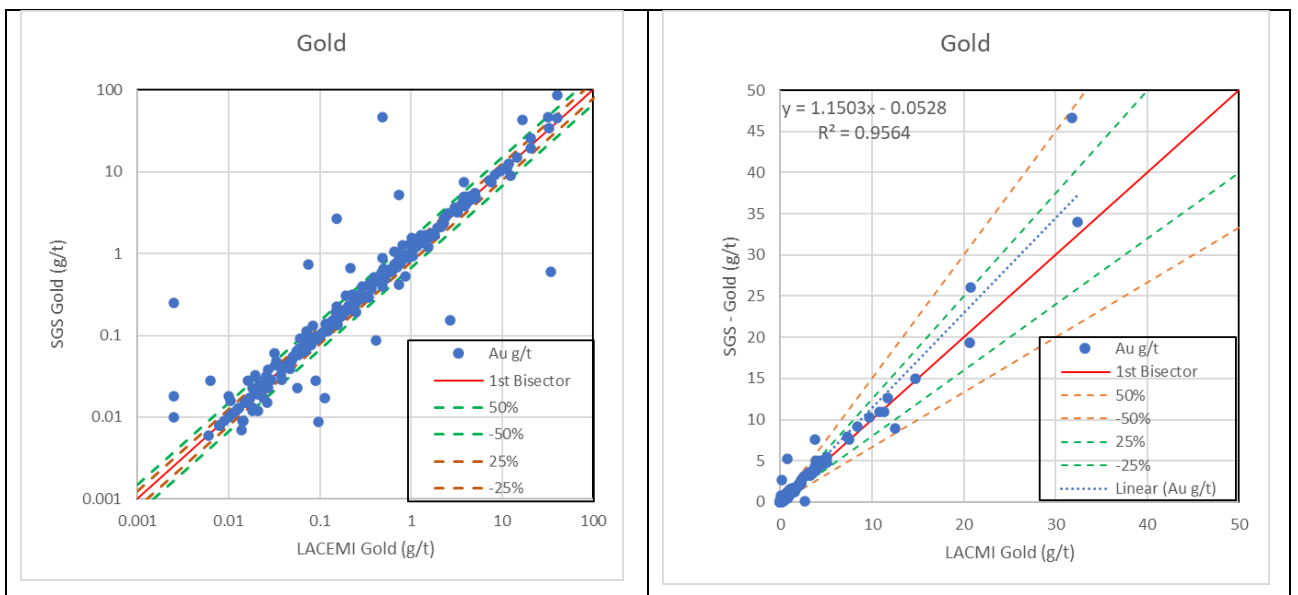 Gold
100
10
1
0.1
0.01
0.001
SGS Gold (g/t)
Au g/t
1st Bisector
50%
-50%
25%
-25%
0.001 0.01 0.1 1 10 100
LACEMI Gold (g/t)
Gold
50
45
40
35
30
25
20
15
10
5
0
SGS - Gold (g/t)
y = 1.1503x - 0.0528
R² = 0.9564
Au g/t
1st Bisector
50%
-50%
25%
-25%
Linear (Au g/t)
0 10 20 30 40 50
LACMI Gold (g/t)